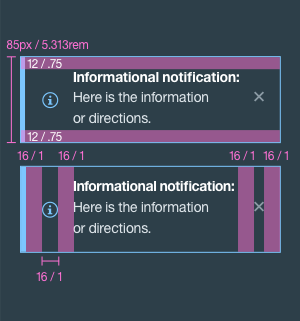 85px / 5.313rem
12 / .75
Informational notification:
Here is the information
or directions.
12 / .75
16 / 1 16 / 1 16 / 1 16 / 1
Informational notification:
Here is the information
or directions.
16 / 1